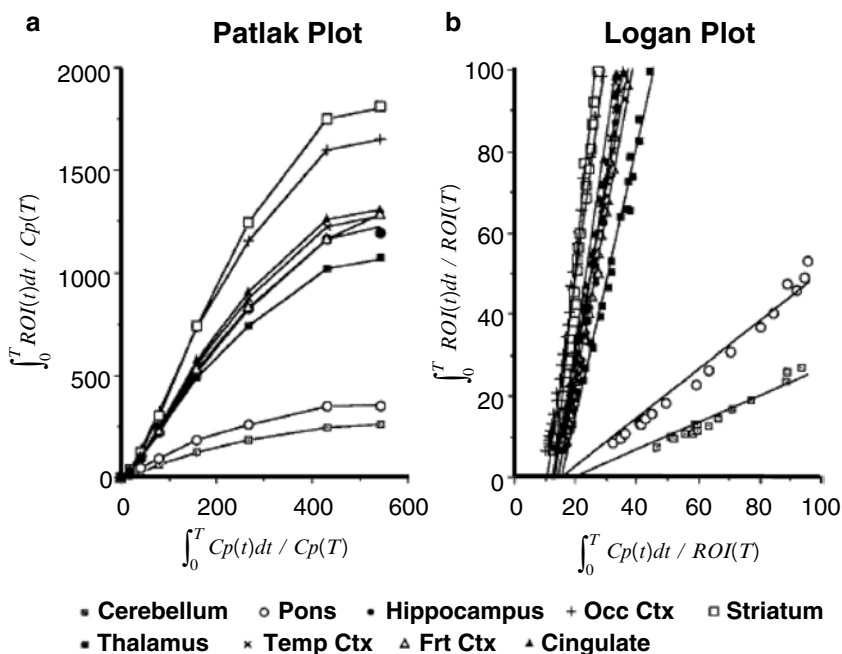 a Patlak Plot
2000
1500
1000
500
0
∫₀ᵀ ROI(t)dt / Cp(T)
0 200 400 600
∫₀ᵀ Cp(t)dt / Cp(T)
b Logan Plot
100
80
60
40
20
0
∫₀ᵀ ROI(t)dt / ROI(T)
0 20 40 60 80 100
∫₀ᵀ Cp(t)dt / ROI(T)
Cerebellum Pons Hippocampus Occ Ctx Striatum
Thalamus Temp Ctx Frt Ctx Cingulate